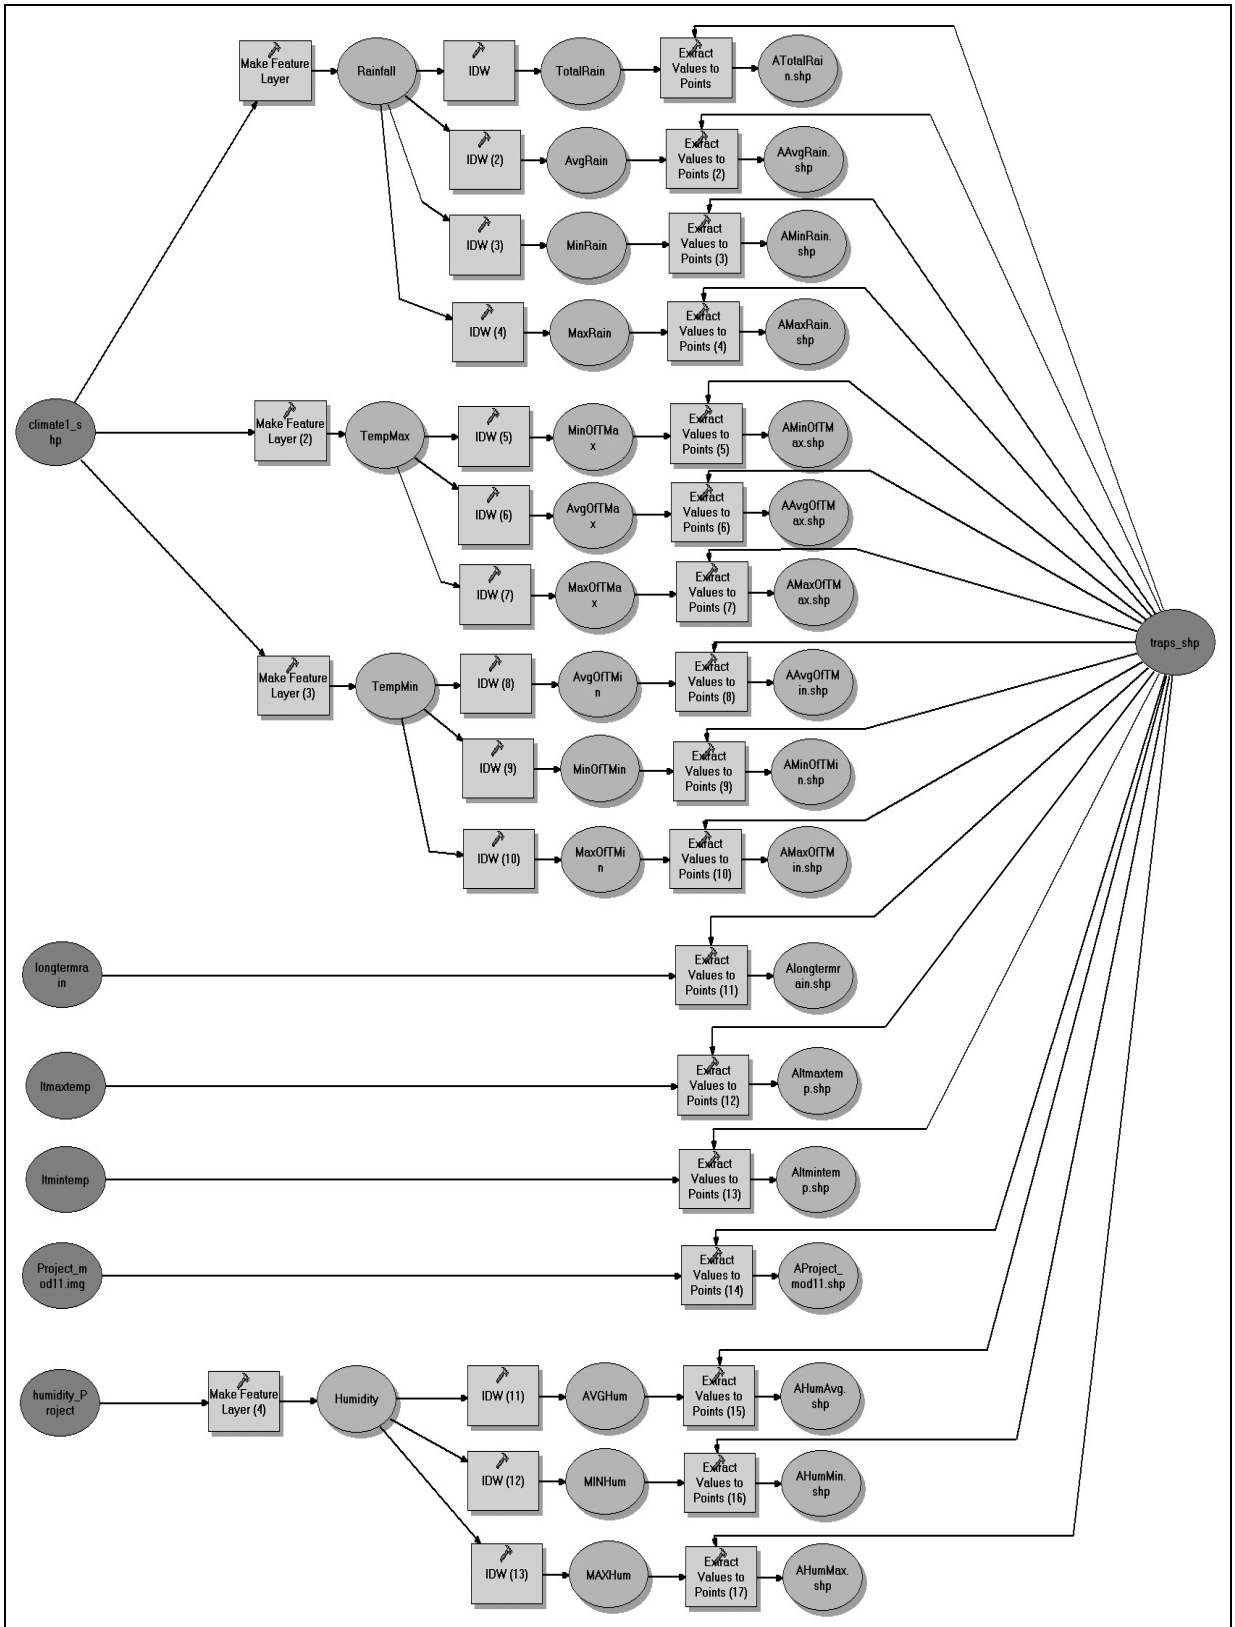 Make Feature
Layer
Rainfall
IDW
TotalRain
Extract
Values to
Points
ATotalRai
n.shp
IDW (2)
AvgRain
Extract
Values to
Points (2)
AAvgRain.
shp
IDW (3)
MinRain
Extract
Values to
Points (3)
AMinRain.
shp
IDW (4)
MaxRain
Extract
Values to
Points (4)
AMaxRain.
shp
climate1_s
hp
Make Feature
Layer (2)
TempMax
IDW (5)
MinOfTMa
x
Extract
Values to
Points (5)
AMinOfTM
ax.shp
IDW (6)
AvgOfTMa
x
Extract
Values to
Points (6)
AAvgOfTM
ax.shp
IDW (7)
MaxOfTMa
x
Extract
Values to
Points (7)
AMaxOfTM
ax.shp
traps_shp
Make Feature
Layer (3)
TempMin
IDW (8)
AvgOfTMi
n
Extract
Values to
Points (8)
AAvgOfTM
in.shp
IDW (9)
MinOfTMin
Extract
Values to
Points (9)
AMinOfTMi
n.shp
IDW (10)
MaxOfTMi
n
Extract
Values to
Points (10)
AMaxOfTM
in.shp
longtermra
in
Extract
Values to
Points (11)
Alongtermr
ain.shp
ltmaxtemp
Extract
Values to
Points (12)
Altmaxtem
p.shp
ltmintemp
Extract
Values to
Points (13)
Altmintem
p.shp
Project_m
od11.img
Extract
Values to
Points (14)
AProject_
mod11.shp
humidity_P
roject
Make Feature
Layer (4)
Humidity
IDW (11)
AVGHum
Extract
Values to
Points (15)
AHumAvg.
shp
IDW (12)
MINHum
Extract
Values to
Points (16)
AHumMin.
shp
IDW (13)
MAXHum
Extract
Values to
Points (17)
AHumMax.
shp